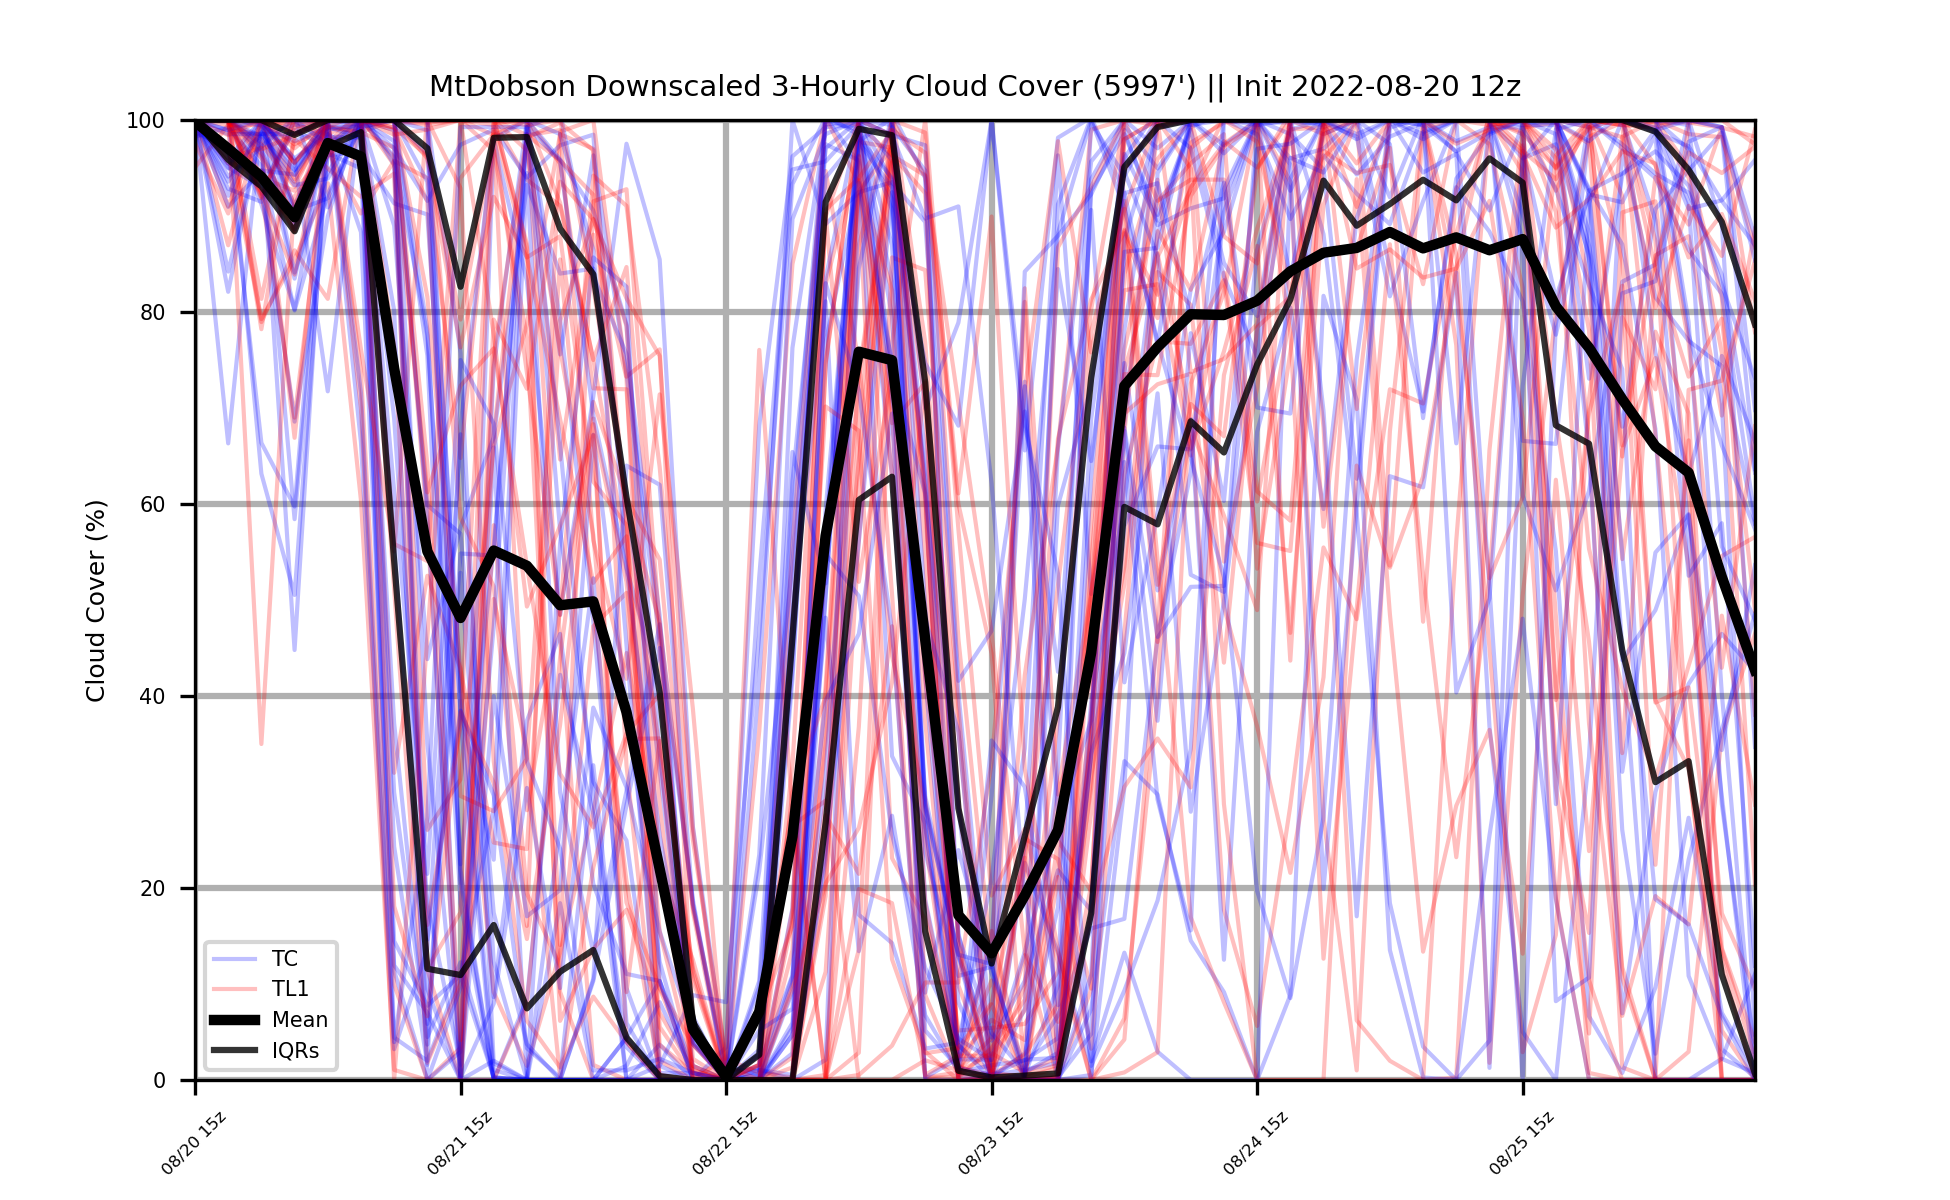 MtDobson Downscaled 3-Hourly Cloud Cover (5997') || Init 2022-08-20 12z
100
80
60
40
20
0
Cloud Cover (%)
TC
TL1
Mean
IQRs
08/20 15z
08/21 15z
08/22 15z
08/23 15z
08/24 15z
08/25 15z